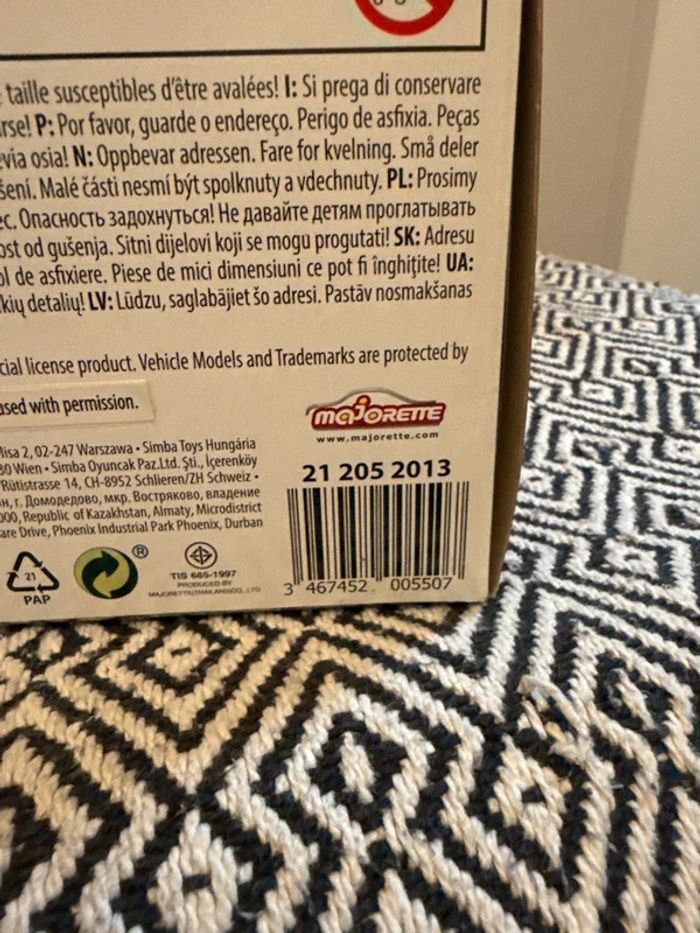 taille susceptibles d'être avalées! I: Si prega di conservare
rse! P: Por favor, guarde o endereço. Perigo de asfixia. Peças
evia osia! N: Oppbevar adressen. Fare for kvelning. Små deler
šení. Malé části nesmí být spolknuty a vdechnuty. PL: Prosimy
ес. Опасность задохнуться! Не давайте детям проглатывать
ost od gušenja. Sitni dijelovi koji se mogu progutati! SK: Adresu
ol de asfixiere. Piese de mici dimensiuni ce pot fi înghițite! UA:
kių detalių! LV: Lūdzu, saglabājiet šo adresi. Pastāv nosmakšanas
cial license product. Vehicle Models and Trademarks are protected by
ased with permission.
MAJORETTE
www.majorette.com
lisa 2, 02-247 Warszawa • Simba Toys Hungária
30 Wien • Simba Oyuncak Paz.Ltd. Şti., İçerenköy
Rütistrasse 14, CH-8952 Schlieren/ZH Schweiz •
н, г. Домодедово, мкр. Востряково, владение
000, Republic of Kazakhstan, Almaty, Microdistrict
are Drive, Phoenix Industrial Park Phoenix, Durban
21 205 2013
3 467452 005507
21
PAP
®
TIS 685-1997
PRODUCED BY
MAJORETTE(THAILAND)CO.,LTD